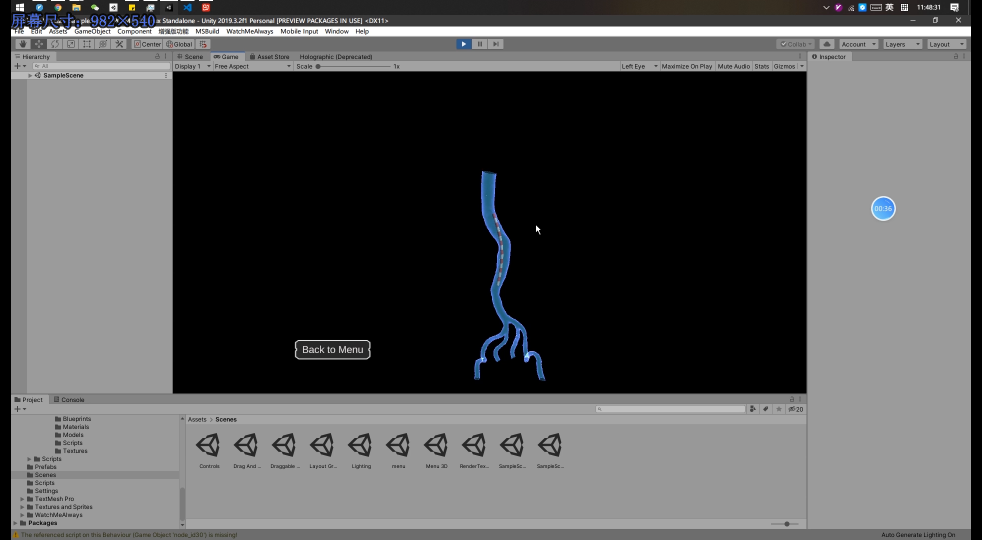 11:48:31
英
屏幕尺寸：982×540
x Standalone - Unity 2019.3.2f1 Personal [PREVIEW PACKAGES IN USE] <DX11>
File Edit Assets GameObject Component 增强版功能 MSBuild WatchMeAlways Mobile Input Window Help
Center Global Collab Account Layers Layout
Hierarchy Scene Game Asset Store Holographic (Deprecated) Inspector
All Display 1 Free Aspect Scale 1x Left Eye Maximize On Play Mute Audio Stats Gizmos
SampleScene
00:36
Back to Menu
Project Console
20
Blueprints
Materials
Models
Scripts
Textures
Scripts
Prefabs
Scenes
Scripts
Settings
TextMesh Pro
Textures and Sprites
WatchMeAlways
Packages
Assets > Scenes
Controls Drag And ... Draggable ... Layout Gr... Lighting menu Menu 3D RenderTex... SampleSc... SampleSc...
The referenced script on this Behaviour (Game Object 'node_id30') is missing!
Auto Generate Lighting On